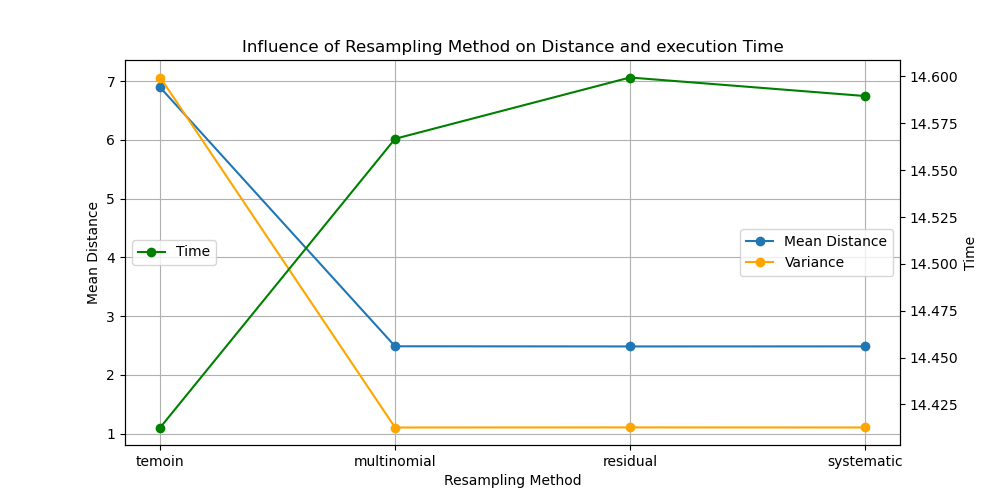 Influence of Resampling Method on Distance and execution Time
7
6
5
4
3
2
1
Mean Distance
Time
Mean Distance
Variance
14.600
14.575
14.550
14.525
14.500
14.475
14.450
14.425
Time
temoin
multinomial
residual
systematic
Resampling Method